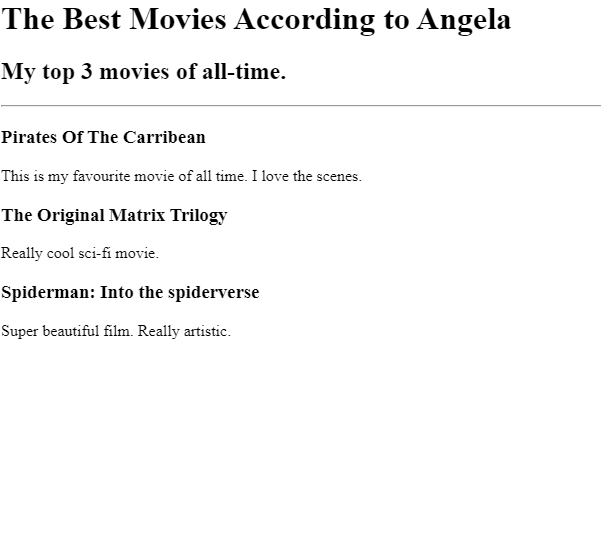 The Best Movies According to Angela
My top 3 movies of all-time.
Pirates Of The Carribean
This is my favourite movie of all time. I love the scenes.
The Original Matrix Trilogy
Really cool sci-fi movie.
Spiderman: Into the spiderverse
Super beautiful film. Really artistic.